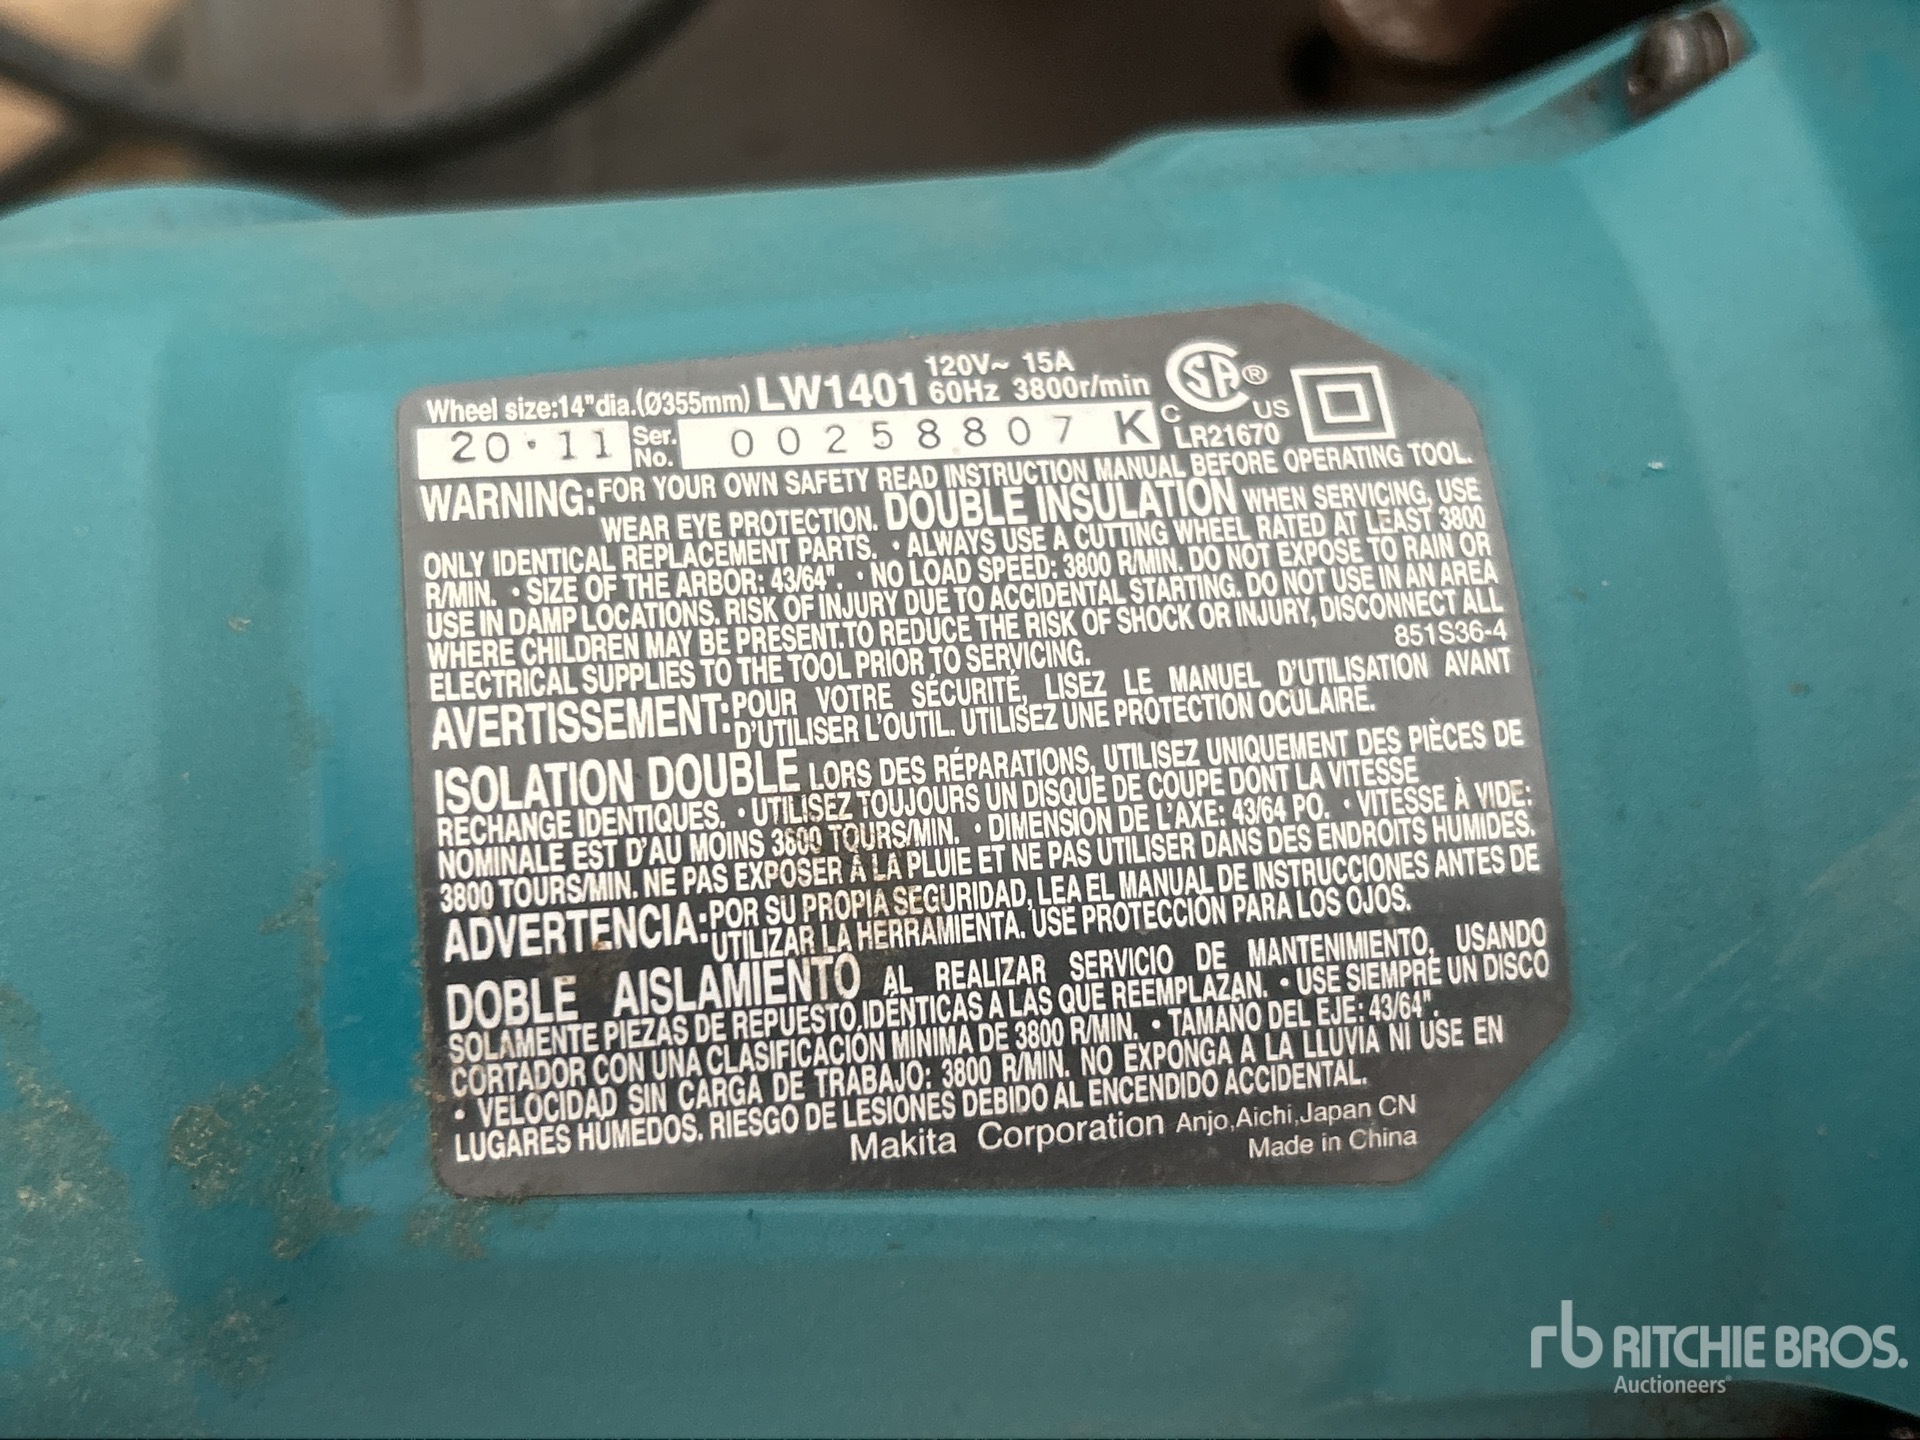 Wheel size:14"dia.(Ø355mm) LW1401 120V~ 15A
60Hz 3800r/min
20·11 Ser. No. 00258807 K
CSA® C US
LR21670
WARNING: FOR YOUR OWN SAFETY READ INSTRUCTION MANUAL BEFORE OPERATING TOOL.
WEAR EYE PROTECTION. DOUBLE INSULATION WHEN SERVICING, USE
ONLY IDENTICAL REPLACEMENT PARTS. • ALWAYS USE A CUTTING WHEEL RATED AT LEAST 3800
R/MIN. • SIZE OF THE ARBOR: 43/64". • NO LOAD SPEED: 3800 R/MIN. DO NOT EXPOSE TO RAIN OR
USE IN DAMP LOCATIONS. RISK OF INJURY DUE TO ACCIDENTAL STARTING. DO NOT USE IN AN AREA
WHERE CHILDREN MAY BE PRESENT. TO REDUCE THE RISK OF SHOCK OR INJURY, DISCONNECT ALL
ELECTRICAL SUPPLIES TO THE TOOL PRIOR TO SERVICING. 851S36-4
AVERTISSEMENT: POUR VOTRE SÉCURITÉ, LISEZ LE MANUEL D'UTILISATION AVANT
D'UTILISER L'OUTIL. UTILISEZ UNE PROTECTION OCULAIRE.
ISOLATION DOUBLE LORS DES RÉPARATIONS, UTILISEZ UNIQUEMENT DES PIÈCES DE
RECHANGE IDENTIQUES. • UTILISEZ TOUJOURS UN DISQUE DE COUPE DONT LA VITESSE
NOMINALE EST D'AU MOINS 3800 TOURS/MIN. • DIMENSION DE L'AXE: 43/64 PO. • VITESSE À VIDE:
3800 TOURS/MIN. NE PAS EXPOSER À LA PLUIE ET NE PAS UTILISER DANS DES ENDROITS HUMIDES.
ADVERTENCIA: POR SU PROPIA SEGURIDAD, LEA EL MANUAL DE INSTRUCCIONES ANTES DE
UTILIZAR LA HERRAMIENTA. USE PROTECCIÓN PARA LOS OJOS.
DOBLE AISLAMIENTO AL REALIZAR SERVICIO DE MANTENIMIENTO, USANDO
SOLAMENTE PIEZAS DE REPUESTO IDÉNTICAS A LAS QUE REEMPLAZAN. • USE SIEMPRE UN DISCO
CORTADOR CON UNA CLASIFICACIÓN MÍNIMA DE 3800 R/MIN. • TAMANO DEL EJE: 43/64".
• VELOCIDAD SIN CARGA DE TRABAJO: 3800 R/MIN. NO EXPONGA A LA LLUVIA NI USE EN
LUGARES HÚMEDOS. RIESGO DE LESIONES DEBIDO AL ENCENDIDO ACCIDENTAL.
Makita Corporation Anjo,Aichi,Japan CN
Made in China
rb RITCHIE BROS.
Auctioneers